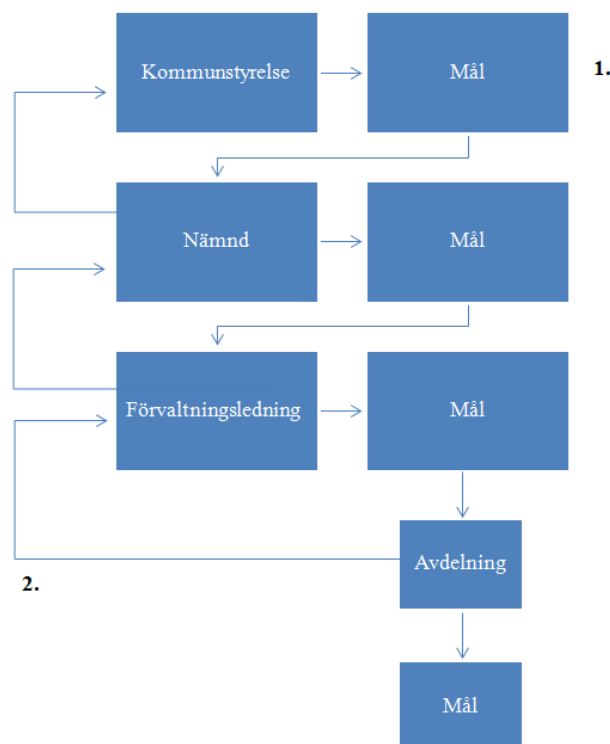 Kommunstyrelse
Mål
1.
Nämnd
Mål
Förvaltningsledning
Mål
Avdelning
2.
Mål